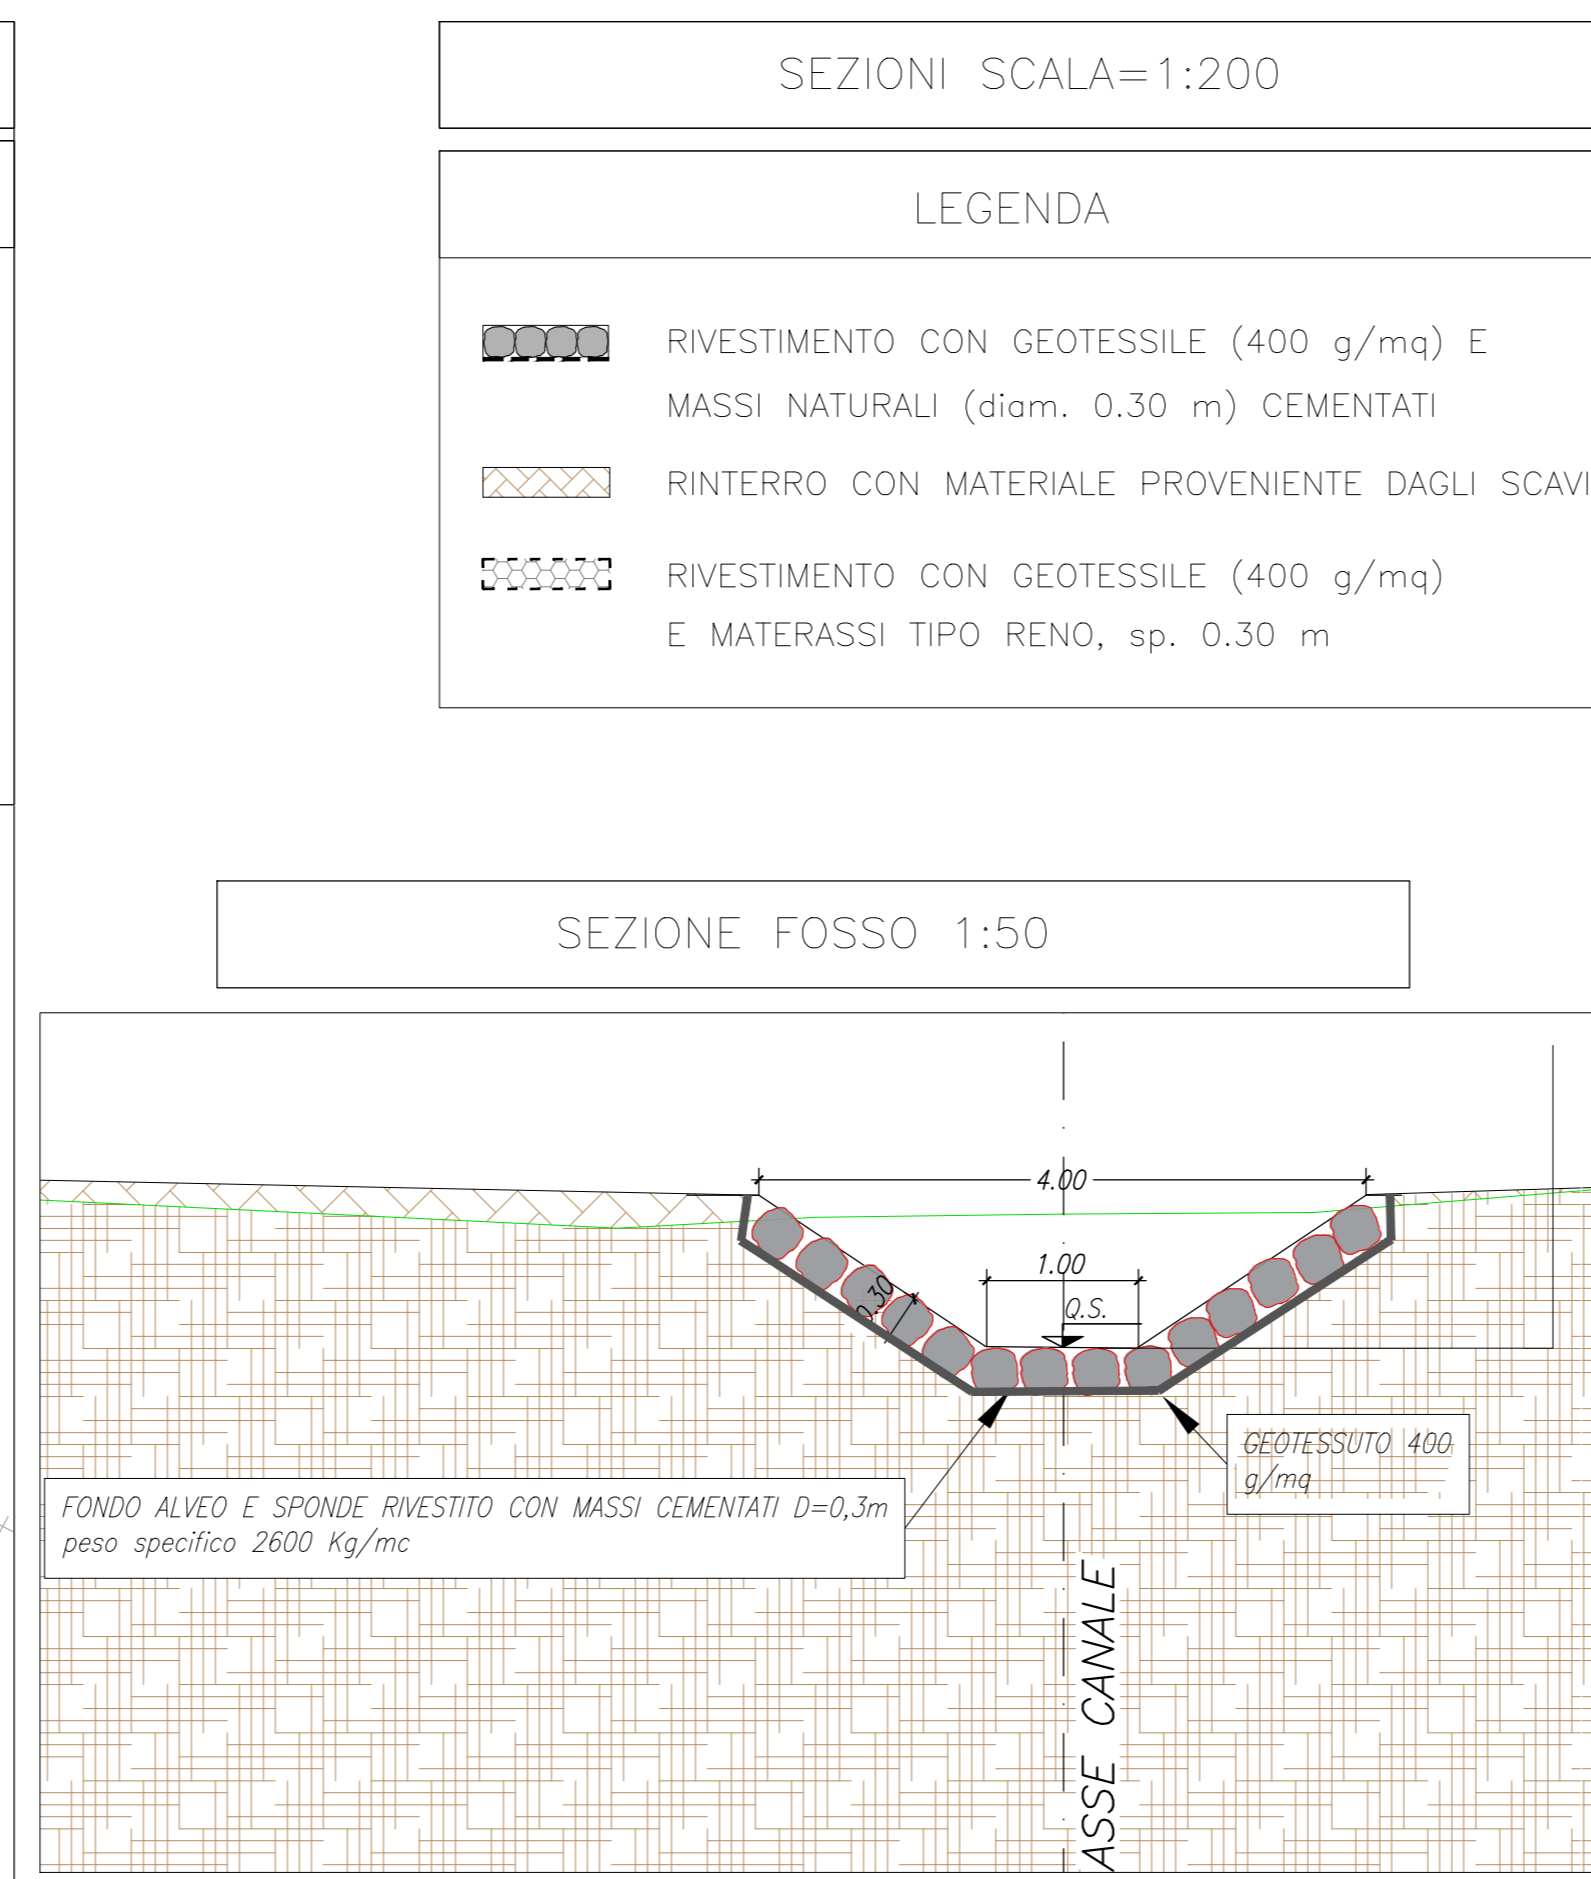 SEZIONI SCALA=1:200
LEGENDA
RIVESTIMENTO CON GEOTESSILE (400 g/mq) E
MASSI NATURALI (diam. 0.30 m) CEMENTATI
RINTERRO CON MATERIALE PROVENIENTE DAGLI SCAVI
RIVESTIMENTO CON GEOTESSILE (400 g/mq)
E MATERASSI TIPO RENO, sp. 0.30 m
SEZIONE FOSSO 1:50
4.00
1.00
Q.S.
0.30
GEOTESSUTO 400
g/mq
FONDO ALVEO E SPONDE RIVESTITO CON MASSI CEMENTATI D=0,3m
peso specifico 2600 Kg/mc
ASSE CANALE